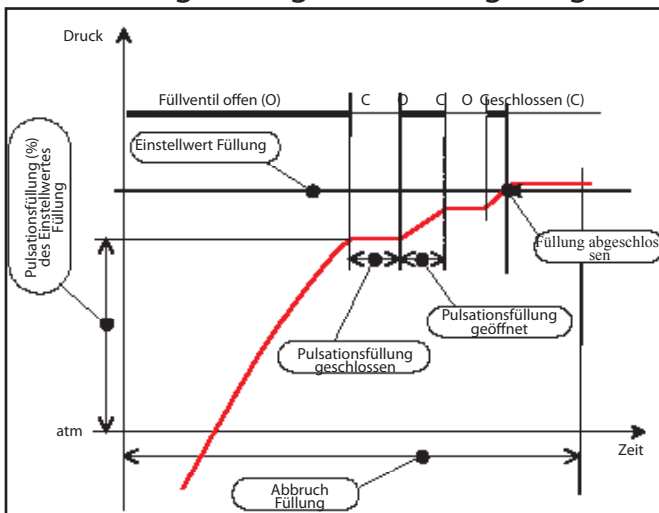 Druck
Füllventil offen (O)
C
O
C
O
C
Geschlossen (C)
Einstellwert Füllung
Pulsationsfüllung (%)
des Einstellwertes
Füllung
Füllung abgeschlos
sen
Pulsationsfüllung
geöffnet
Pulsationsfüllung
geschlossen
atm
Zeit
Abbruch
Füllung